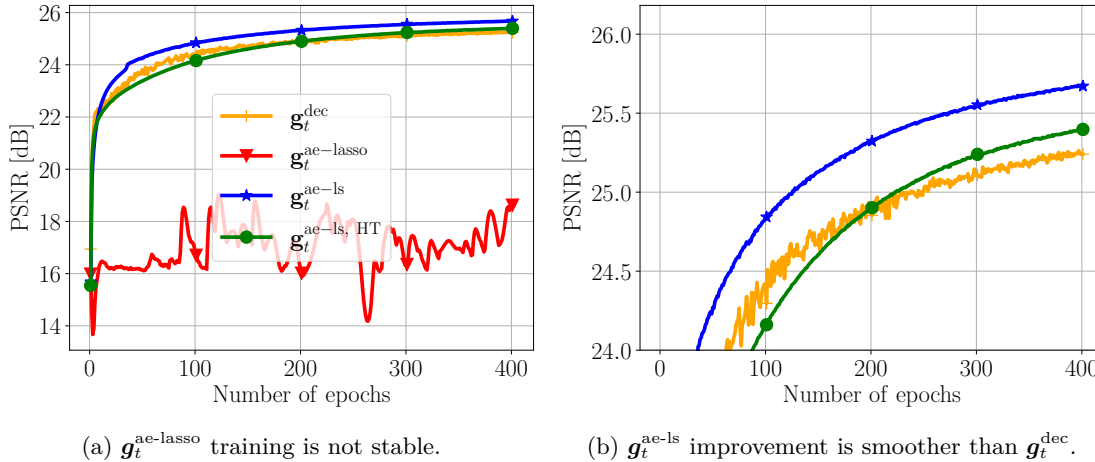 26
24
22
20
18
16
14
PSNR [dB]
g_t^dec
g_t^ae−lasso
g_t^ae−ls
g_t^ae−ls, HT
0 100 200 300 400
Number of epochs
(a) g_t^ae-lasso training is not stable.
26.0
25.5
25.0
24.5
24.0
PSNR [dB]
0 100 200 300 400
Number of epochs
(b) g_t^ae-ls improvement is smoother than g_t^dec.